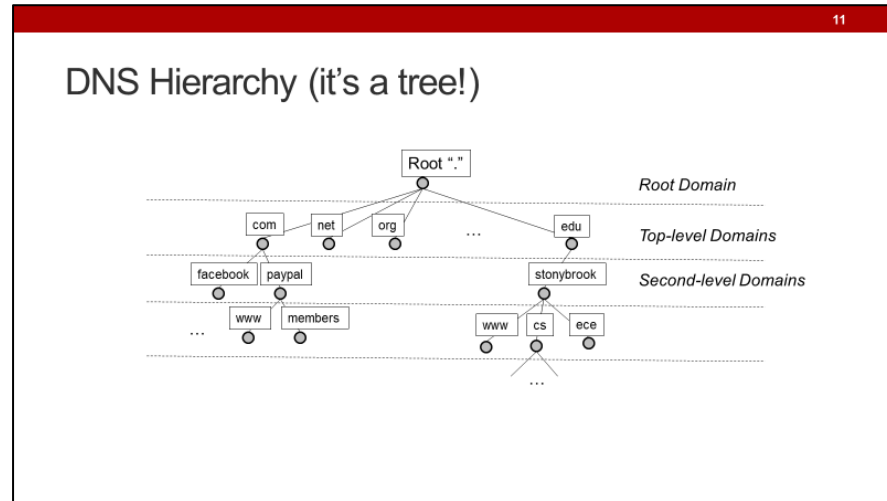 11
DNS Hierarchy (it’s a tree!)
Root “.”
Root Domain
com net org … edu
Top-level Domains
facebook paypal stonybrook
Second-level Domains
… www members www cs ece
…